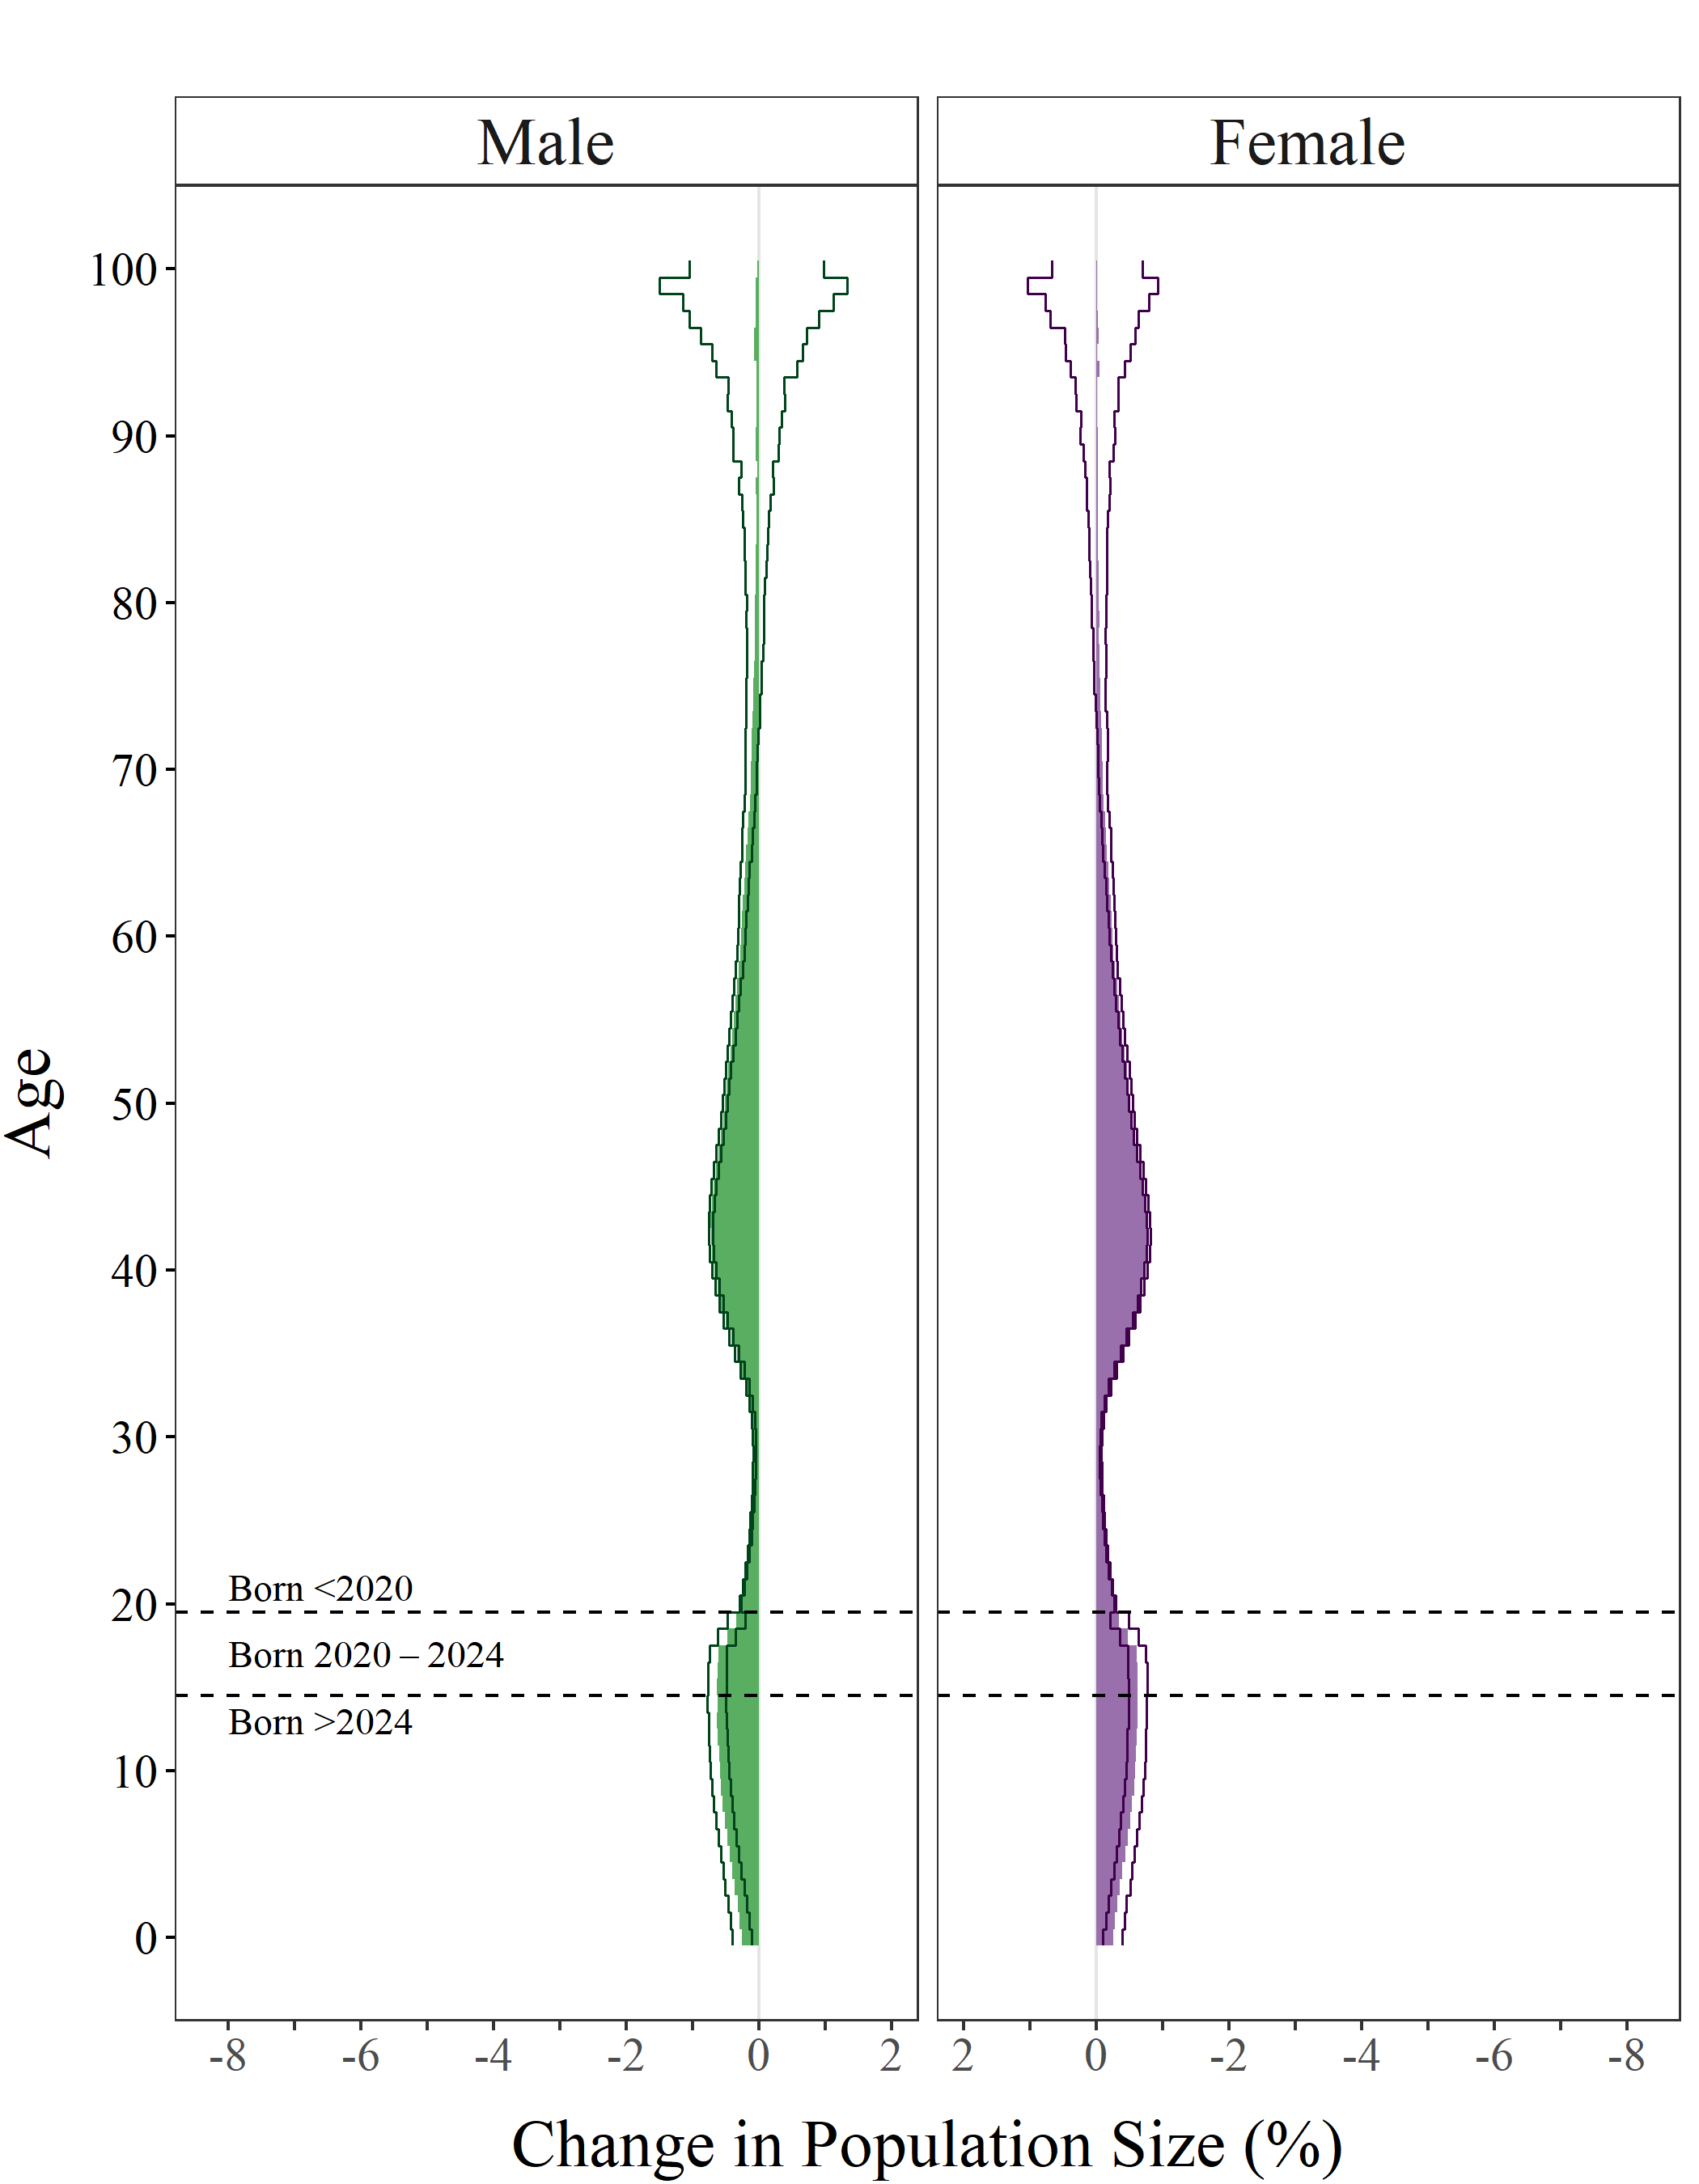 Male
Female
100
90
80
70
60
50
40
30
20
10
0
Age
Born <2020
Born 2020 – 2024
Born >2024
-8 -6 -4 -2 0 2
2 0 -2 -4 -6 -8
Change in Population Size (%)